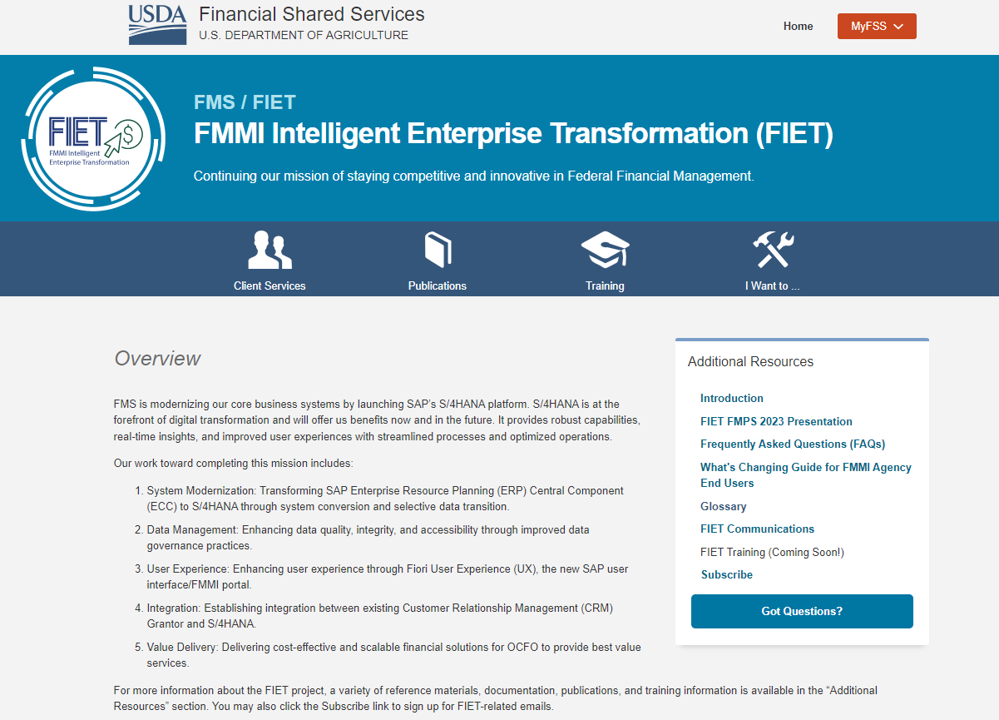 USDA
Financial Shared Services
U.S. DEPARTMENT OF AGRICULTURE
Home
MyFSS
FIET
FMMI Intelligent
Enterprise Transformation
$
FMS / FIET
FMMI Intelligent Enterprise Transformation (FIET)
Continuing our mission of staying competitive and innovative in Federal Financial Management.
Client Services
Publications
Training
I Want to ...
Overview
FMS is modernizing our core business systems by launching SAP's S/4HANA platform. S/4HANA is at the
forefront of digital transformation and will offer us benefits now and in the future. It provides robust capabilities,
real-time insights, and improved user experiences with streamlined processes and optimized operations.
Our work toward completing this mission includes:
1. System Modernization: Transforming SAP Enterprise Resource Planning (ERP) Central Component
(ECC) to S/4HANA through system conversion and selective data transition.
2. Data Management: Enhancing data quality, integrity, and accessibility through improved data
governance practices.
3. User Experience: Enhancing user experience through Fiori User Experience (UX), the new SAP user
interface/FMMI portal.
4. Integration: Establishing integration between existing Customer Relationship Management (CRM)
Grantor and S/4HANA.
5. Value Delivery: Delivering cost-effective and scalable financial solutions for OCFO to provide best value
services.
For more information about the FIET project, a variety of reference materials, documentation, publications, and training information is available in the “Additional
Resources” section. You may also click the Subscribe link to sign up for FIET-related emails.
Additional Resources
Introduction
FIET FMPS 2023 Presentation
Frequently Asked Questions (FAQs)
What's Changing Guide for FMMI Agency
End Users
Glossary
FIET Communications
FIET Training (Coming Soon!)
Subscribe
Got Questions?